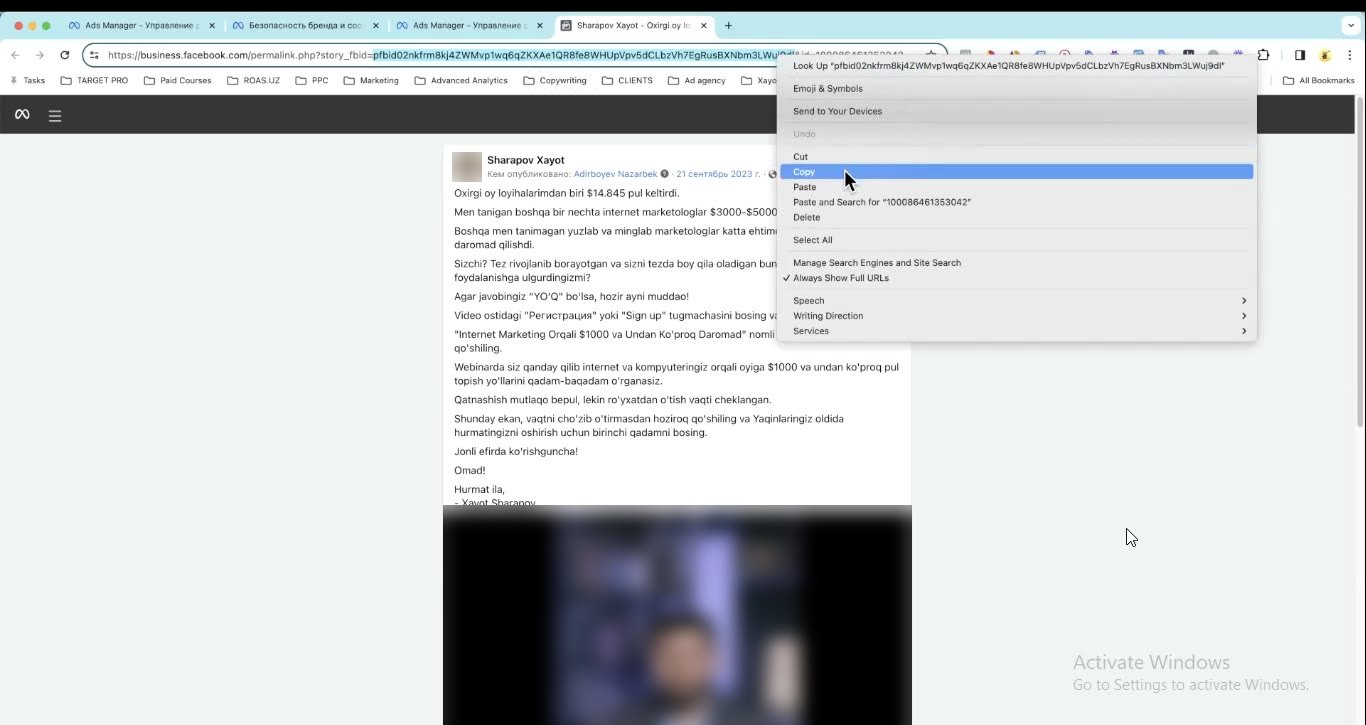 Ads Manager - Управление
Безопасность бренда и соо
Ads Manager - Управление
Sharapov Xayot - Oxirgi oy lo
https://business.facebook.com/permalink.php?story_fbid=pfbid02nkfrm8kj4ZWMvp1wq6qZKXAe1QR8fe8WHUpVpv5dCLbzVh7EgRusBXNbm3LWuj9dl&id=100086461353042
Tasks
TARGET PRO
Paid Courses
ROAS.UZ
PPC
Marketing
Advanced Analytics
Copywriting
CLIENTS
Ad agency
Xayo
All Bookmarks
Look Up "pfbid02nkfrm8kj4ZWMvp1wq6qZKXAe1QR8fe8WHUpVpv5dCLbzVh7EgRusBXNbm3LWuj9dl"
Emoji & Symbols
Send to Your Devices
Undo
Cut
Copy
Paste
Paste and Search for "100086461353042"
Delete
Select All
Manage Search Engines and Site Search
✓ Always Show Full URLs
Speech
Writing Direction
Services
Sharapov Xayot
Кем опубликовано: Adirboyev Nazarbek · 21 сентябрь 2023 г. ·
Oxirgi oy loyihalarimdan biri $14.845 pul keltirdi.
Men tanigan boshqa bir nechta internet marketologlar $3000-$5000
Boshqa men tanimagan yuzlab va minglab marketologlar katta ehtim
daromad qilishdi.
Sizchi? Tez rivojlanib borayotgan va sizni tezda boy qila oladigan bun
foydalanishga ulgurdingizmi?
Agar javobingiz "YO'Q" bo'lsa, hozir ayni muddao!
Video ostidagi "Регистрация" yoki "Sign up" tugmachasini bosing va
"Internet Marketing Orqali $1000 va Undan Ko'proq Daromad" nomli
qo'shiling.
Webinarda siz qanday qilib internet va kompyuteringiz orqali oyiga $1000 va undan ko'proq pul
topish yo'llarini qadam-baqadam o'rganasiz.
Qatnashish mutlaqo bepul, lekin ro'yxatdan o'tish vaqti cheklangan.
Shunday ekan, vaqtni cho'zib o'tirmasdan hoziroq qo'shiling va Yaqinlaringiz oldida
hurmatingizni oshirish uchun birinchi qadamni bosing.
Jonli efirda ko'rishguncha!
Omad!
Hurmat ila,
- Xayot Sharapov
Activate Windows
Go to Settings to activate Windows.